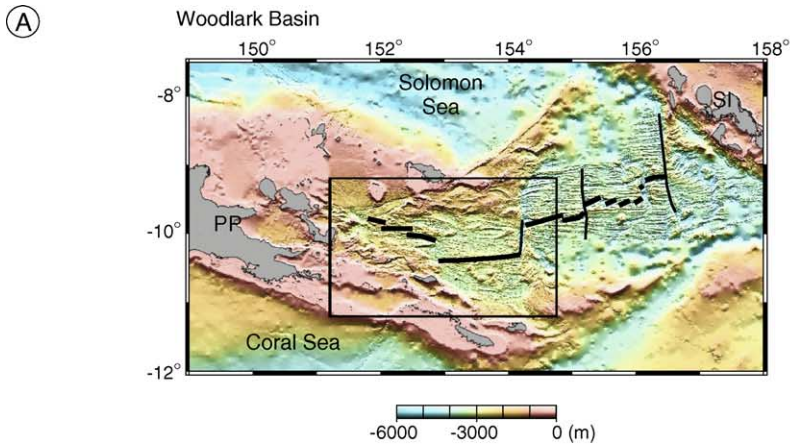 A
Woodlark Basin
150° 152° 154° 156° 158°
-8°
Solomon
Sea
SI
PP
-10°
Coral Sea
-12°
-6000 -3000 0 (m)